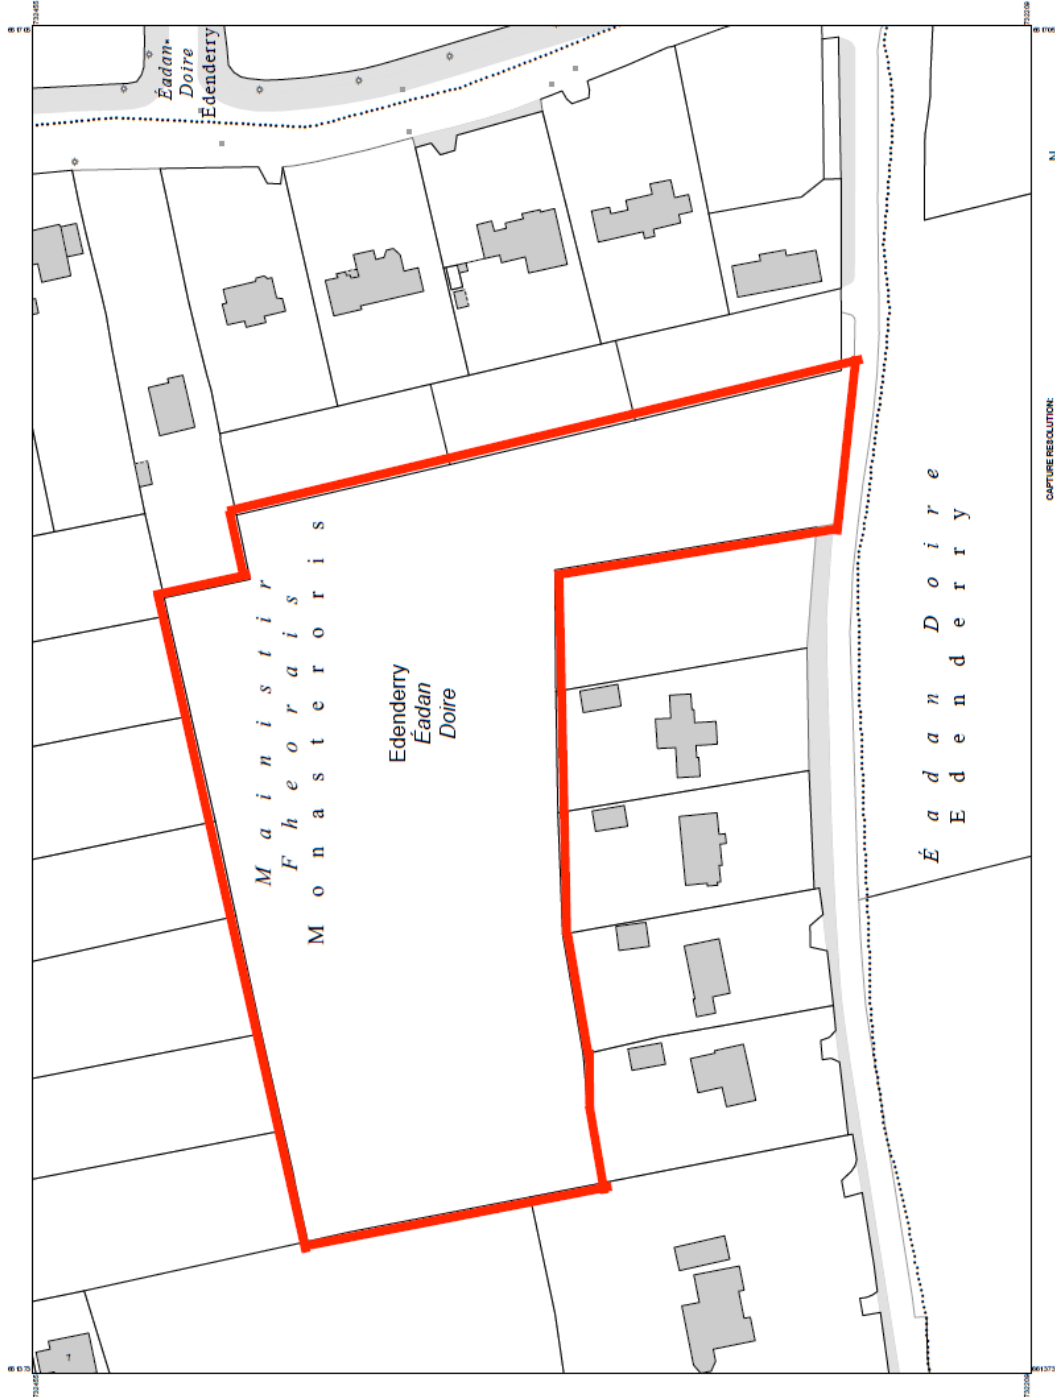 Éadan
Doire
Edenderry
Mainistir
Fheorais
Monasteroris
Edenderry
Éadan
Doire
Éadan Doire
Edenderry
CAPTURE RESOLUTION:
N